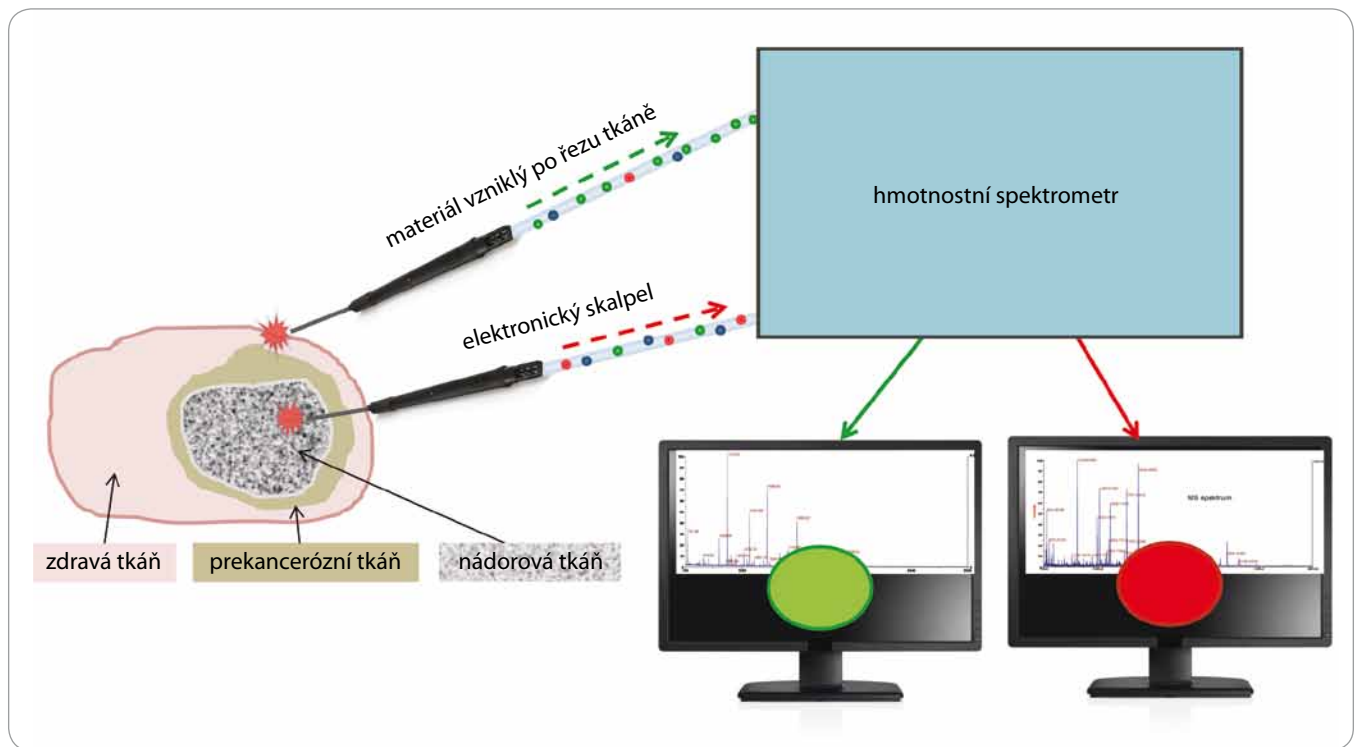 materiál vzniklý po řezu tkáně
hmotnostní spektrometr
elektronický skalpel
MS spektrum
zdravá tkáň
prekancerózní tkáň
nádorová tkáň